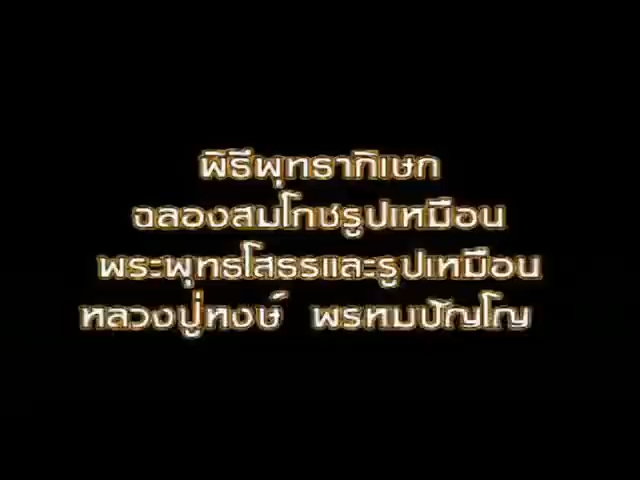 พิธีพุทธาภิเษก
ฉลองสมโภชรูปเหมือน
พระพุทธโสธรและรูปเหมือน
หลวงปู่หงษ์ พรหมปัญโญ